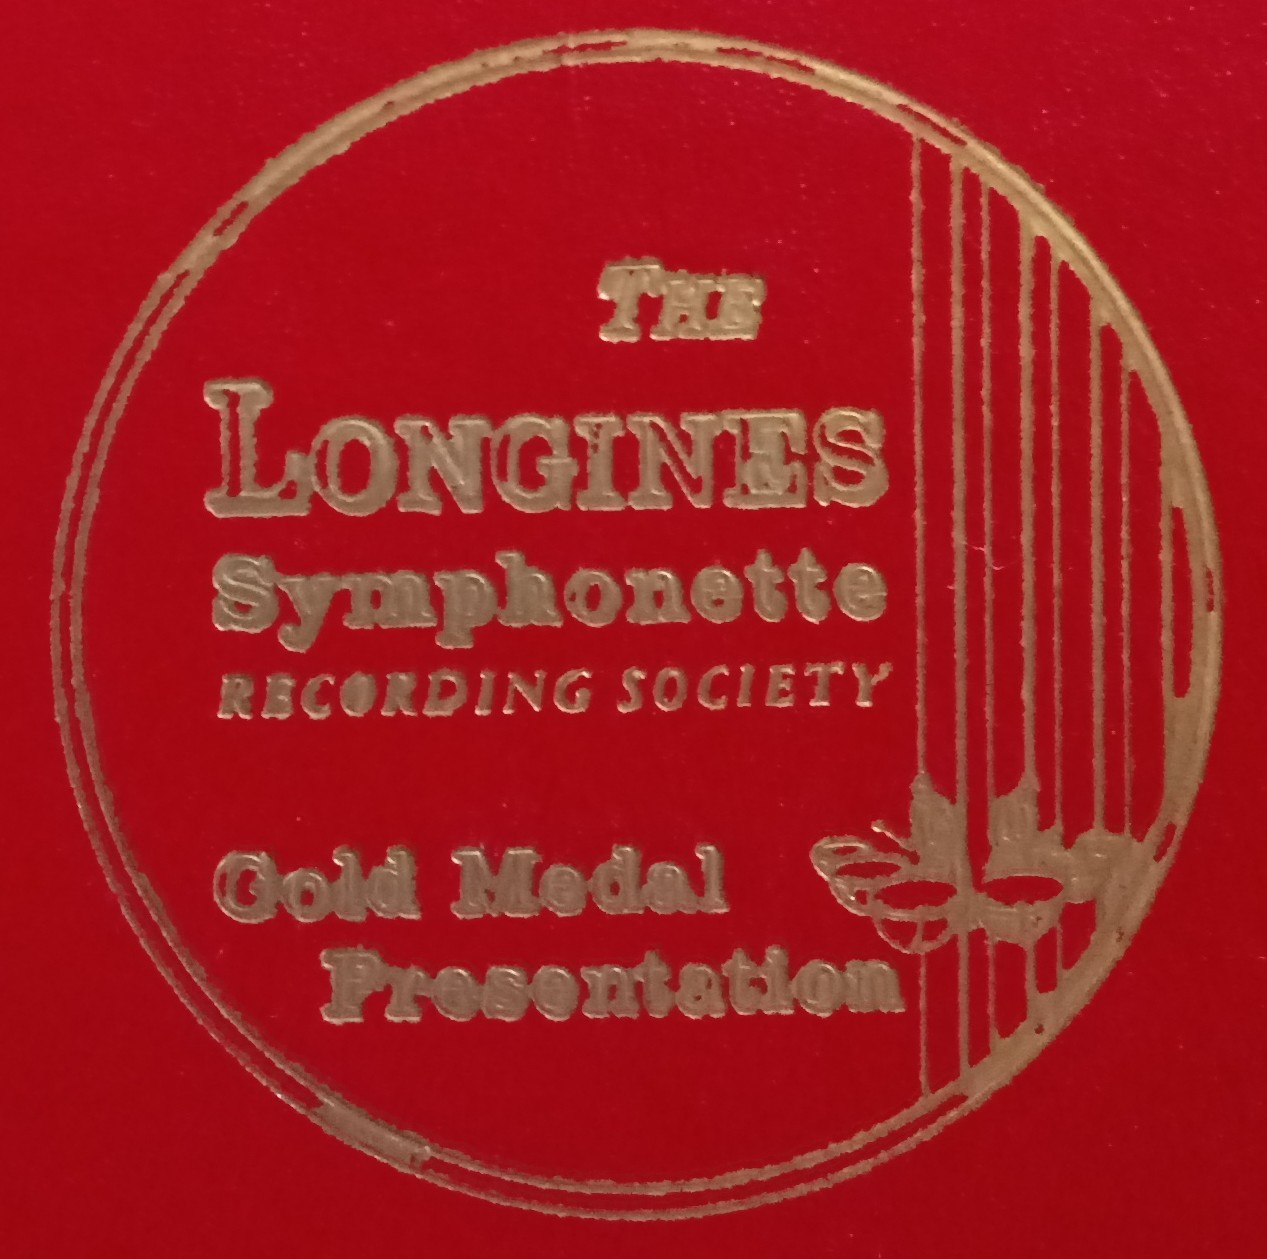 THE
LONGINES
Symphonette
RECORDING SOCIETY
Gold Medal
Presentation